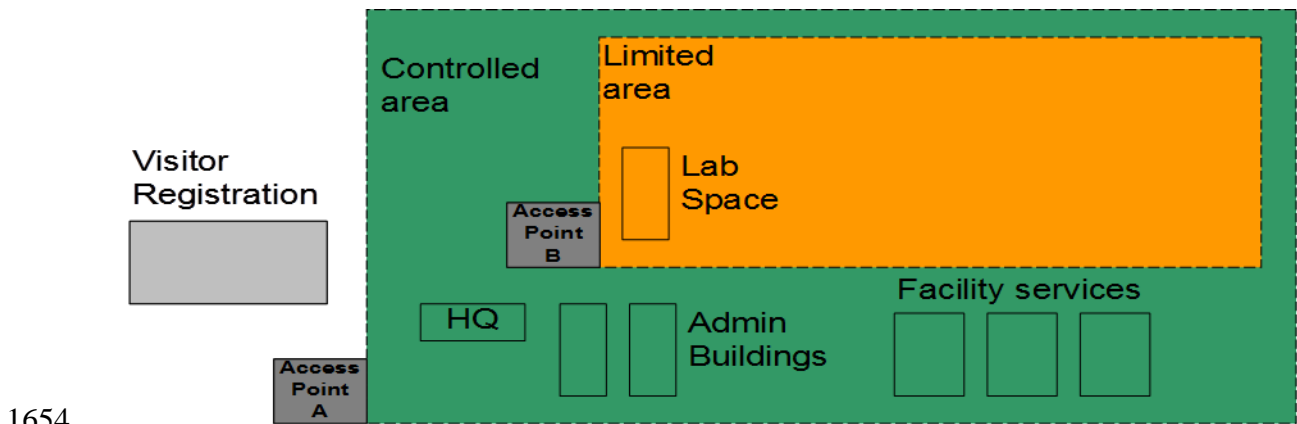 Controlled
area
Limited
area
Visitor
Registration
Lab
Space
Access
Point
B
Facility services
HQ
Admin
Buildings
Access
Point
A
1654